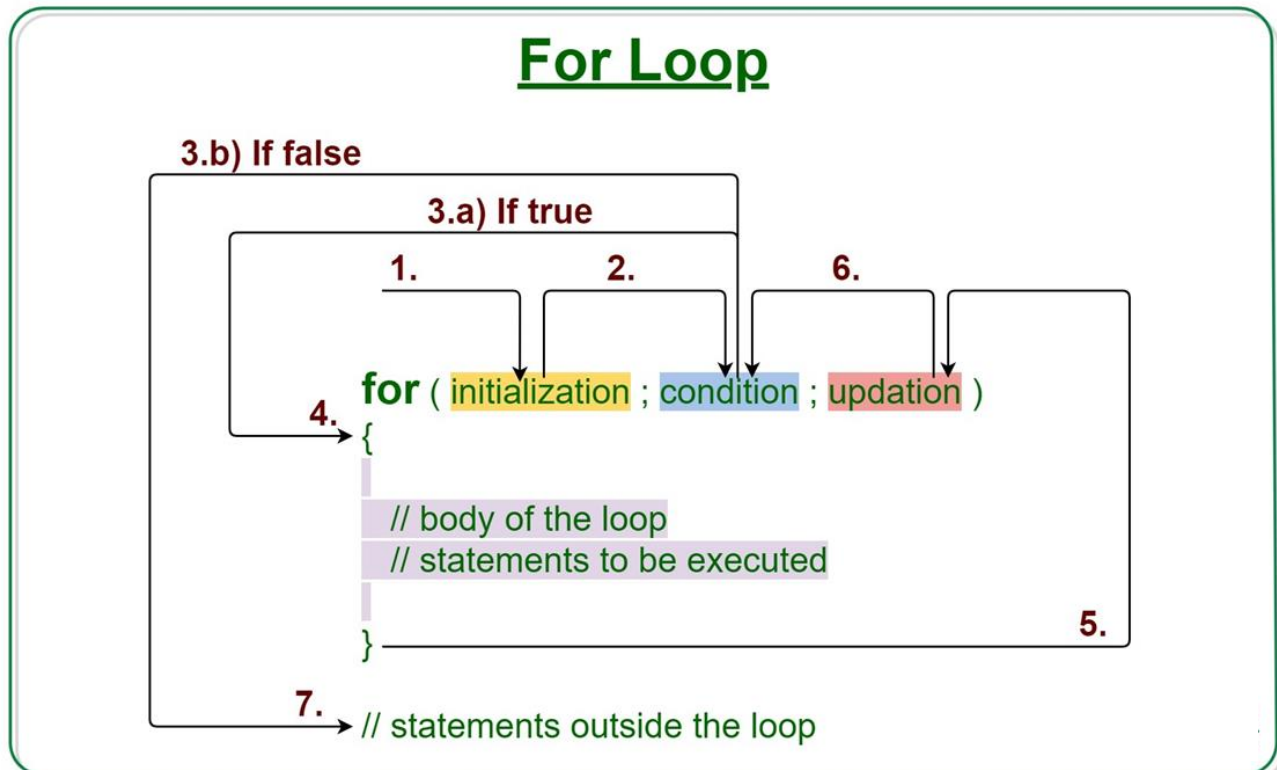 For Loop
3.b) If false
3.a) If true
1.
2.
6.
for ( initialization ; condition ; updation )
4.
{
// body of the loop
// statements to be executed
5.
}
7.
// statements outside the loop